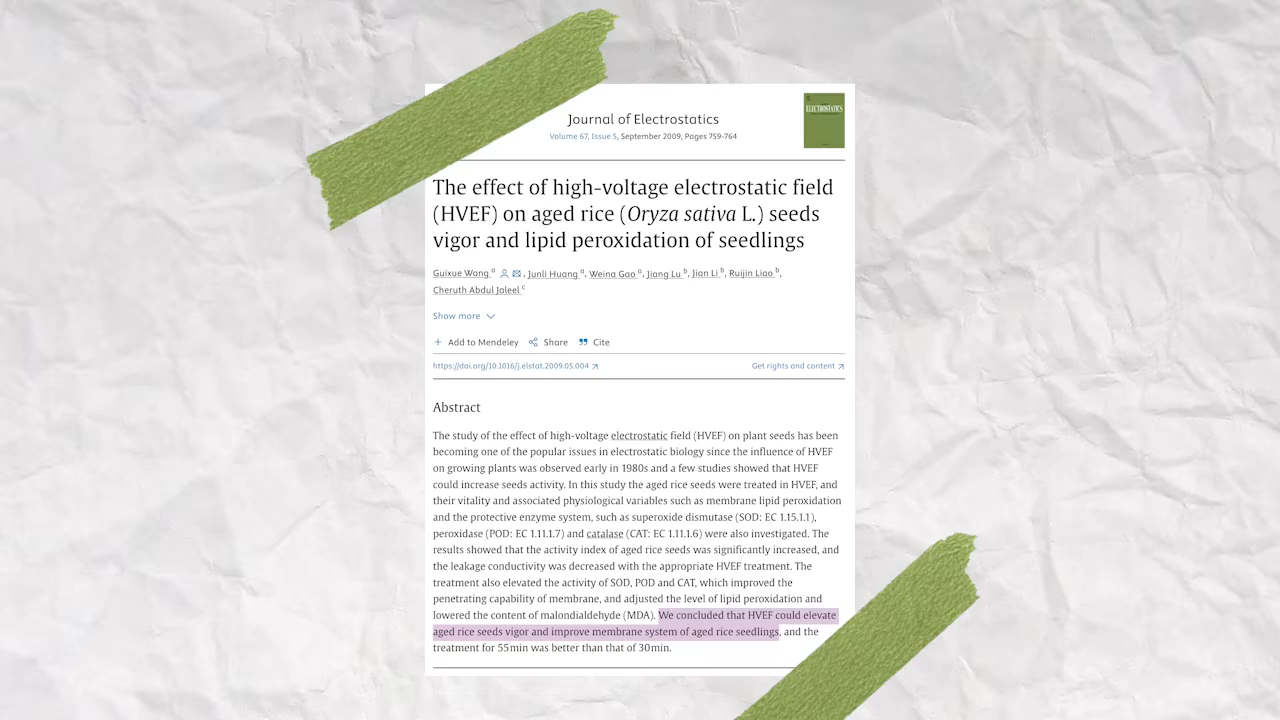 Journal of Electrostatics
Volume 67, Issue 5, September 2009, Pages 759-764
ELECTROSTATICS
The effect of high-voltage electrostatic field
(HVEF) on aged rice (Oryza sativa L.) seeds
vigor and lipid peroxidation of seedlings
Guixue Wang a , Junli Huang a, Weina Gao a, Jiang Lu b, Jian Li b, Ruijin Liao b,
Cheruth Abdul Jaleel c
Show more
Add to Mendeley Share Cite
https://doi.org/10.1016/j.elstat.2009.05.004 Get rights and content
Abstract
The study of the effect of high-voltage electrostatic field (HVEF) on plant seeds has been
becoming one of the popular issues in electrostatic biology since the influence of HVEF
on growing plants was observed early in 1980s and a few studies showed that HVEF
could increase seeds activity. In this study the aged rice seeds were treated in HVEF, and
their vitality and associated physiological variables such as membrane lipid peroxidation
and the protective enzyme system, such as superoxide dismutase (SOD: EC 1.15.1.1),
peroxidase (POD: EC 1.11.1.7) and catalase (CAT: EC 1.11.1.6) were also investigated. The
results showed that the activity index of aged rice seeds was significantly increased, and
the leakage conductivity was decreased with the appropriate HVEF treatment. The
treatment also elevated the activity of SOD, POD and CAT, which improved the
penetrating capability of membrane, and adjusted the level of lipid peroxidation and
lowered the content of malondialdehyde (MDA). We concluded that HVEF could elevate
aged rice seeds vigor and improve membrane system of aged rice seedlings, and the
treatment for 55min was better than that of 30min.